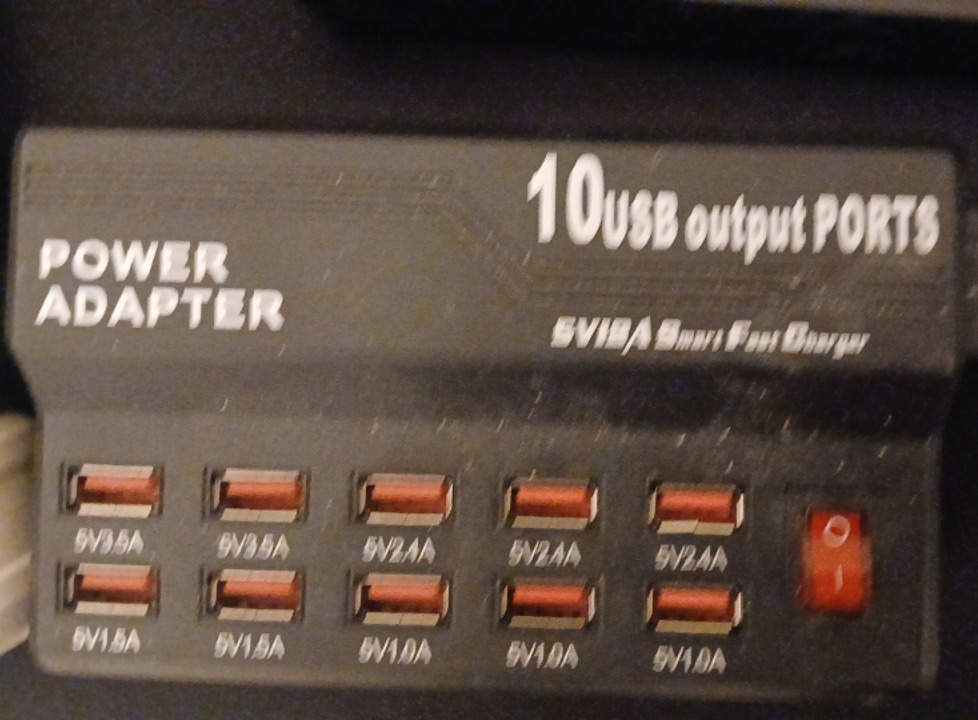 10USB output PORTS
POWER
ADAPTER
Smart Fast Charger
5V3.5A 5V3.5A 5V2.4A 5V2.4A 5V2.4A
5V1.5A 5V1.5A 5V1.0A 5V1.0A 5V1.0A